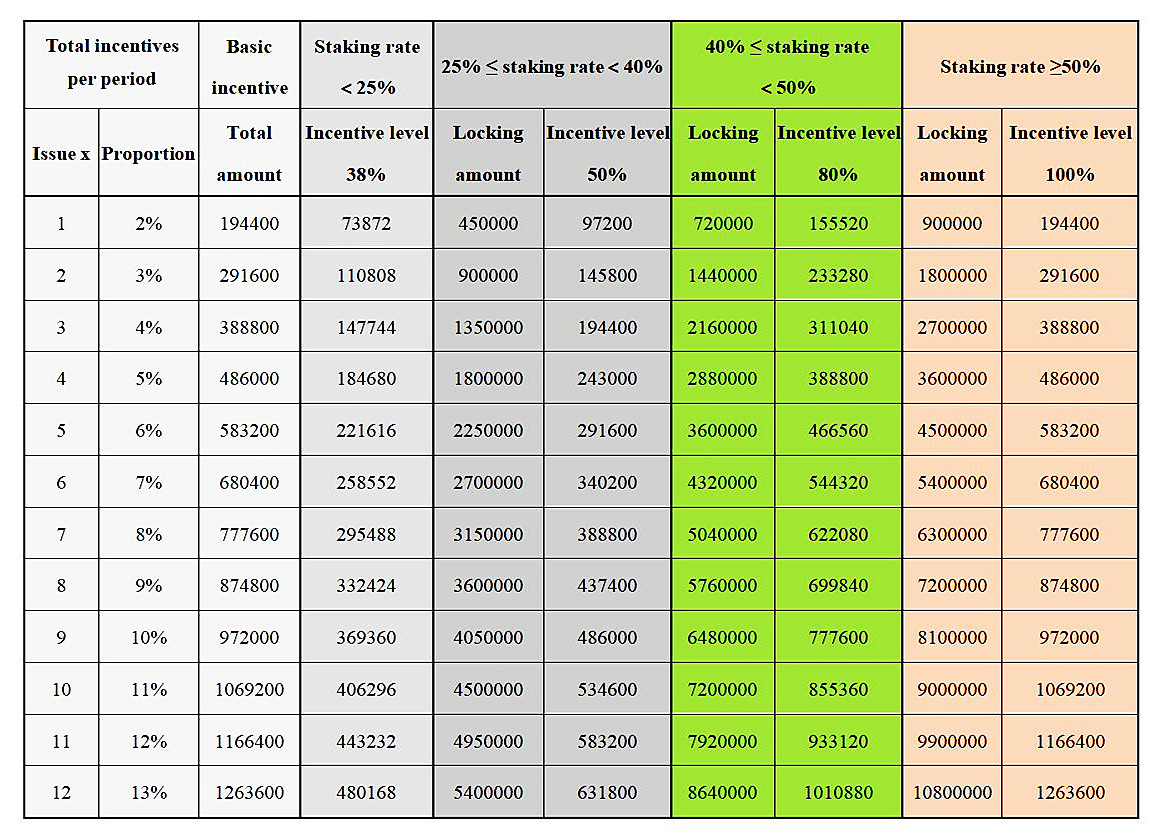 Total incentives per period | Basic incentive | Staking rate < 25% | 25% ≤ staking rate < 40% | 40% ≤ staking rate < 50% | Staking rate ≥50%
Issue x | Proportion | Total amount | Incentive level 38% | Locking amount | Incentive level 50% | Locking amount | Incentive level 80% | Locking amount | Incentive level 100%
1 | 2% | 194400 | 73872 | 450000 | 97200 | 720000 | 155520 | 900000 | 194400
2 | 3% | 291600 | 110808 | 900000 | 145800 | 1440000 | 233280 | 1800000 | 291600
3 | 4% | 388800 | 147744 | 1350000 | 194400 | 2160000 | 311040 | 2700000 | 388800
4 | 5% | 486000 | 184680 | 1800000 | 243000 | 2880000 | 388800 | 3600000 | 486000
5 | 6% | 583200 | 221616 | 2250000 | 291600 | 3600000 | 466560 | 4500000 | 583200
6 | 7% | 680400 | 258552 | 2700000 | 340200 | 4320000 | 544320 | 5400000 | 680400
7 | 8% | 777600 | 295488 | 3150000 | 388800 | 5040000 | 622080 | 6300000 | 777600
8 | 9% | 874800 | 332424 | 3600000 | 437400 | 5760000 | 699840 | 7200000 | 874800
9 | 10% | 972000 | 369360 | 4050000 | 486000 | 6480000 | 777600 | 8100000 | 972000
10 | 11% | 1069200 | 406296 | 4500000 | 534600 | 7200000 | 855360 | 9000000 | 1069200
11 | 12% | 1166400 | 443232 | 4950000 | 583200 | 7920000 | 933120 | 9900000 | 1166400
12 | 13% | 1263600 | 480168 | 5400000 | 631800 | 8640000 | 1010880 | 10800000 | 1263600